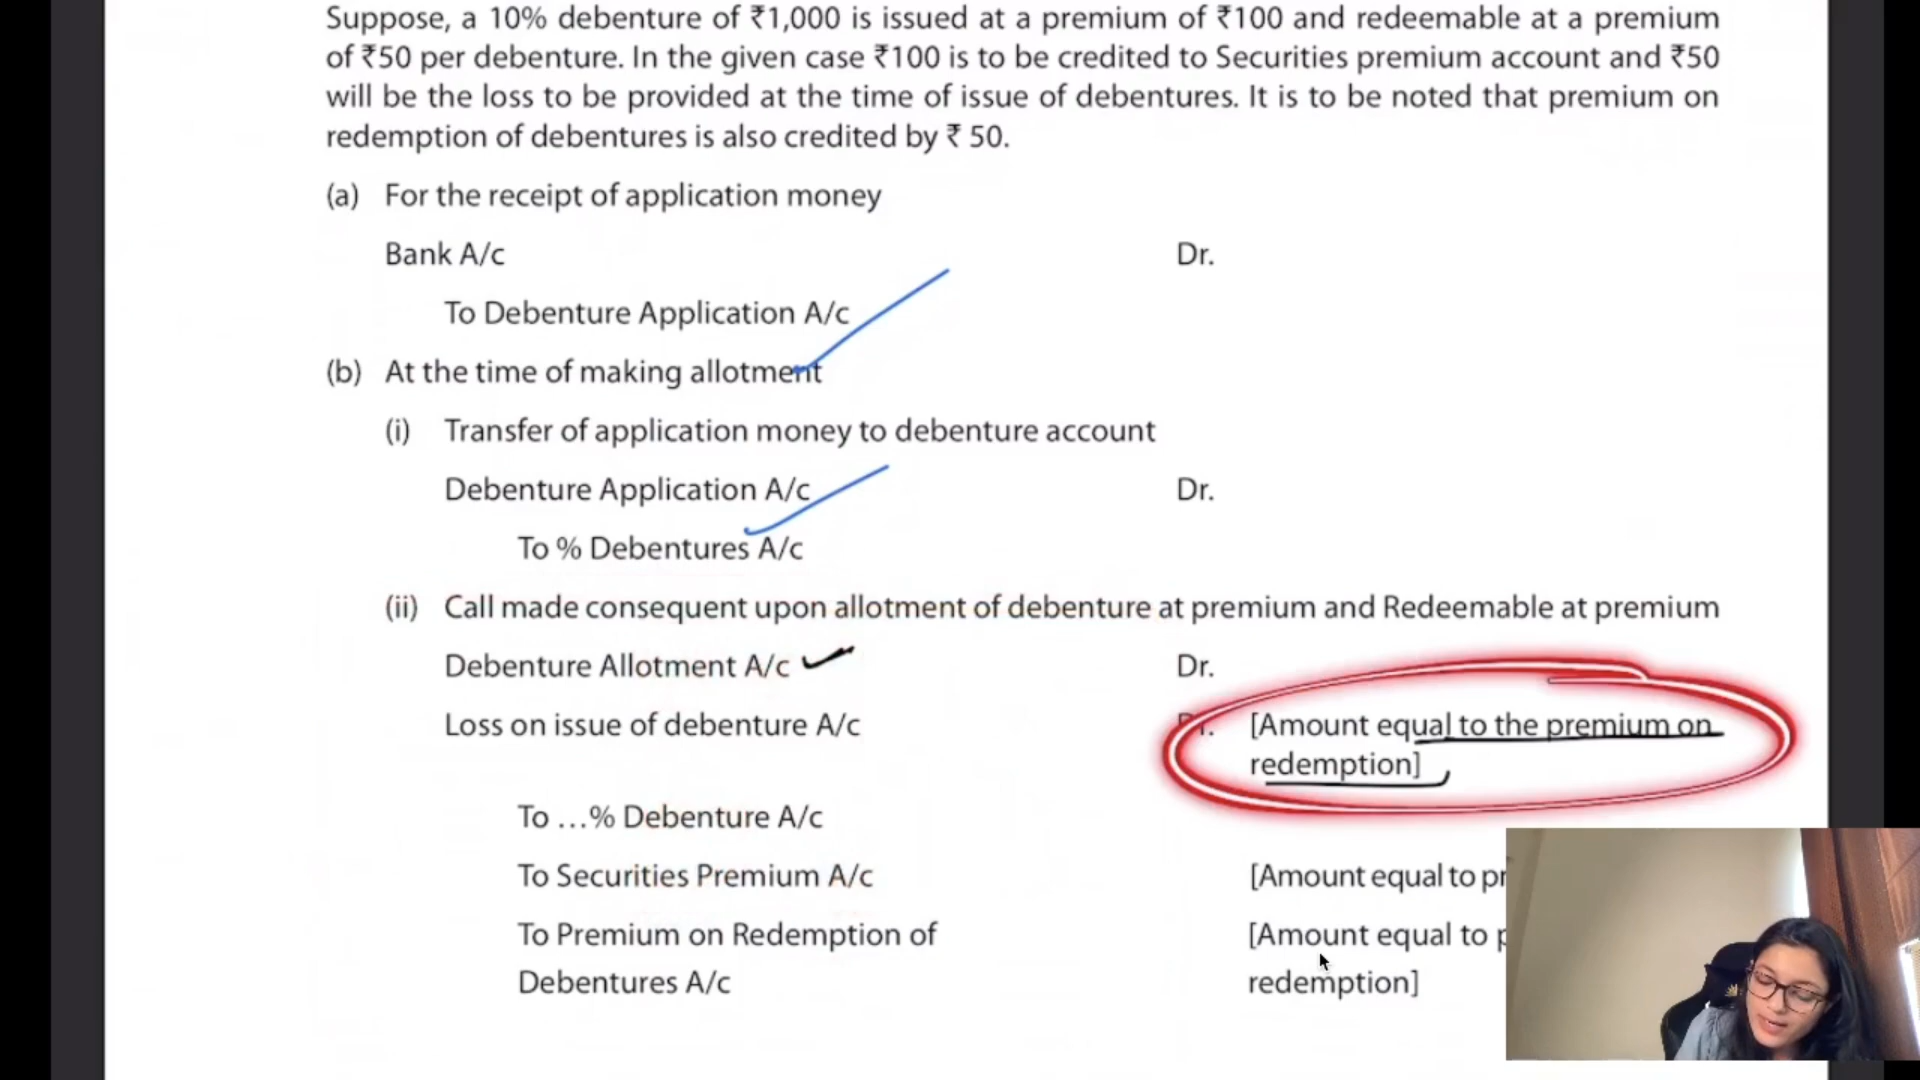 Suppose, a 10% debenture of ₹1,000 is issued at a premium of ₹100 and redeemable at a premium
of ₹50 per debenture. In the given case ₹100 is to be credited to Securities premium account and ₹50
will be the loss to be provided at the time of issue of debentures. It is to be noted that premium on
redemption of debentures is also credited by ₹ 50.
(a) For the receipt of application money
Bank A/c Dr.
To Debenture Application A/c
(b) At the time of making allotment
(i) Transfer of application money to debenture account
Debenture Application A/c Dr.
To % Debentures A/c
(ii) Call made consequent upon allotment of debenture at premium and Redeemable at premium
Debenture Allotment A/c Dr.
Loss on issue of debenture A/c Dr. [Amount equal to the premium on
redemption]
To …% Debenture A/c
To Securities Premium A/c [Amount equal to
To Premium on Redemption of [Amount equal to
Debentures A/c redemption]